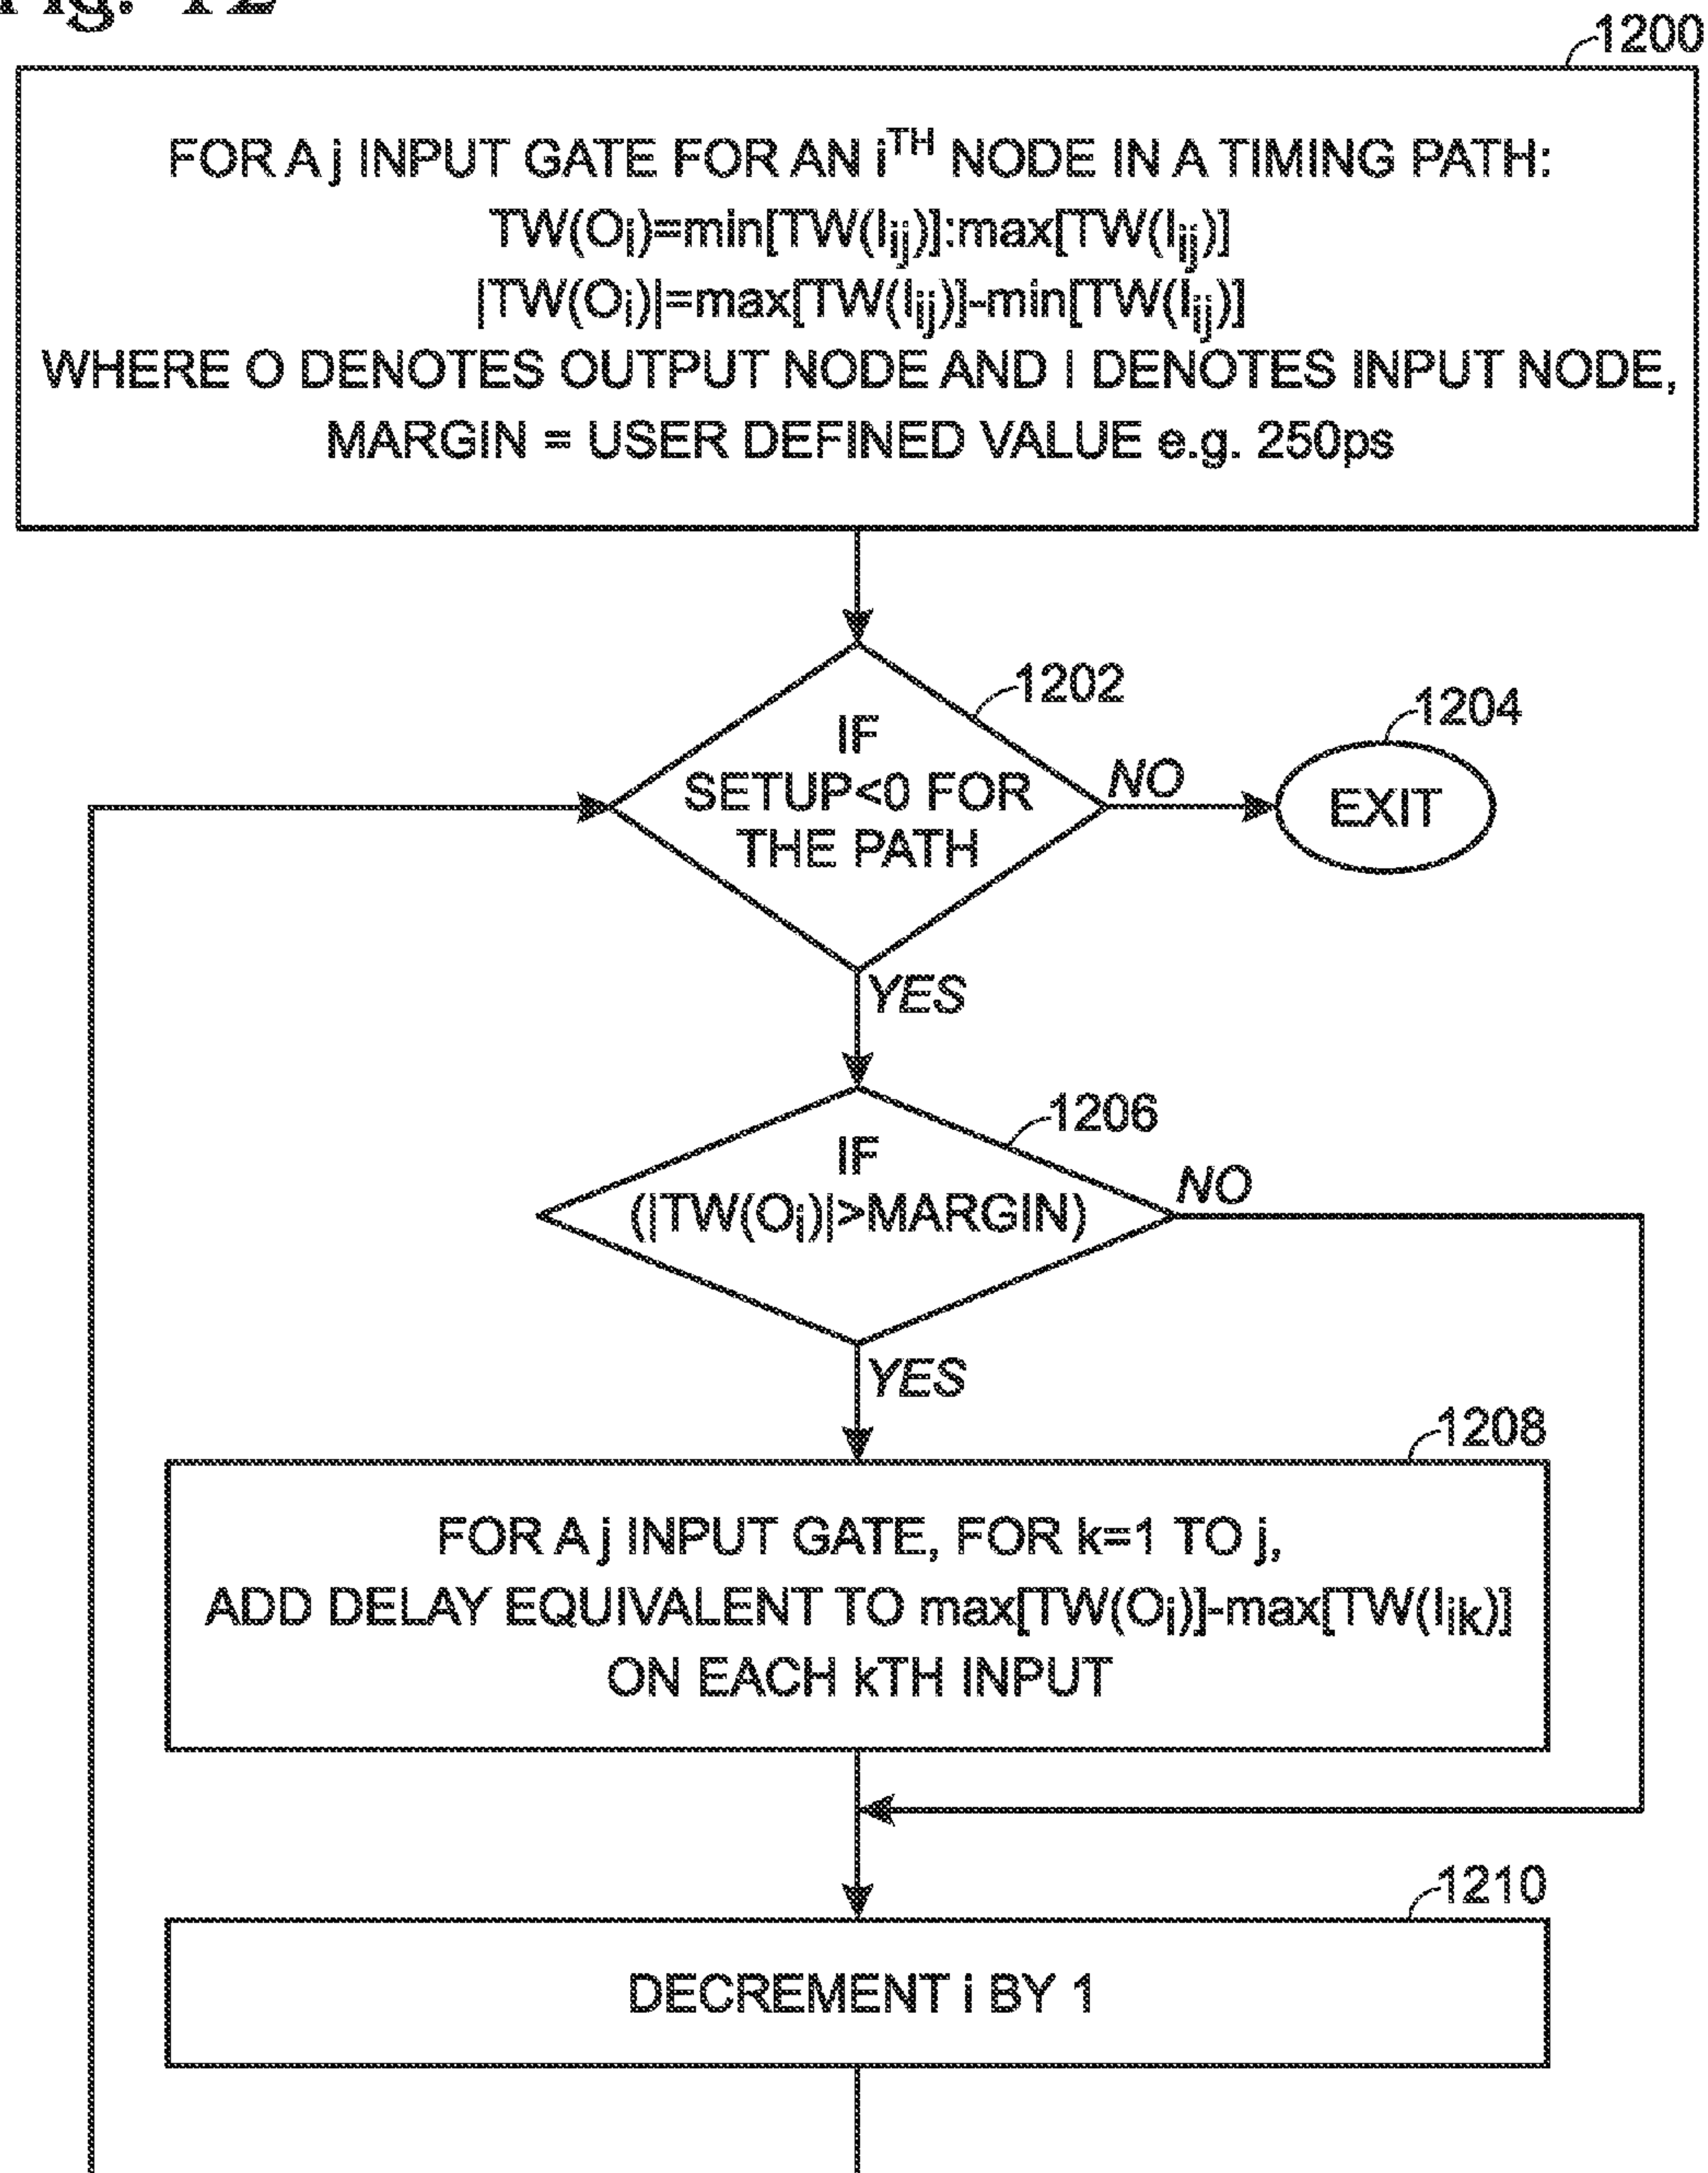 Fig. 12
1200
FOR A j INPUT GATE FOR AN iTH NODE IN A TIMING PATH:
TW(Oi)=min[TW(Iij)]:max[TW(Iij)]
|TW(Oi)|=max[TW(Iij)]-min[TW(Iij)]
WHERE O DENOTES OUTPUT NODE AND I DENOTES INPUT NODE,
MARGIN = USER DEFINED VALUE e.g. 250ps
1202
IF
SETUP<0 FOR
THE PATH
NO
1204
EXIT
YES
1206
IF
(|TW(Oi)|>MARGIN)
NO
YES
1208
FOR A j INPUT GATE, FOR k=1 TO j,
ADD DELAY EQUIVALENT TO max[TW(Oi)]-max[TW(Iik)]
ON EACH kTH INPUT
1210
DECREMENT i BY 1